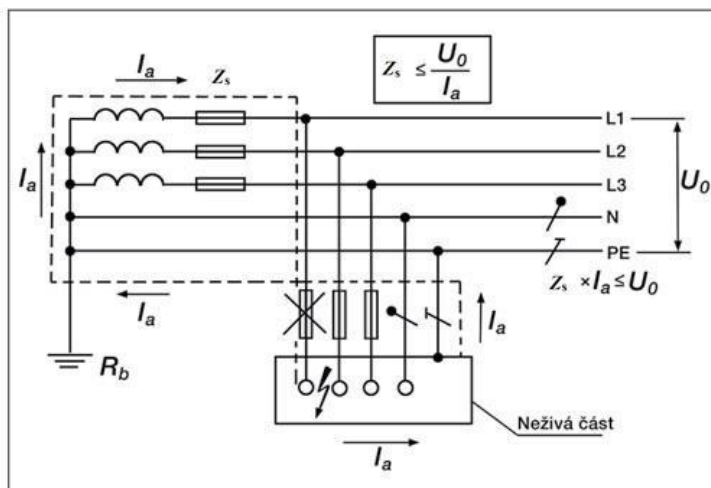 Ia
Zs
Zs ≤ U0 / Ia
L1
L2
Ia
L3
U0
N
PE
Zs × Ia ≤ U0
Ia
Ia
Rb
Neživá část
Ia